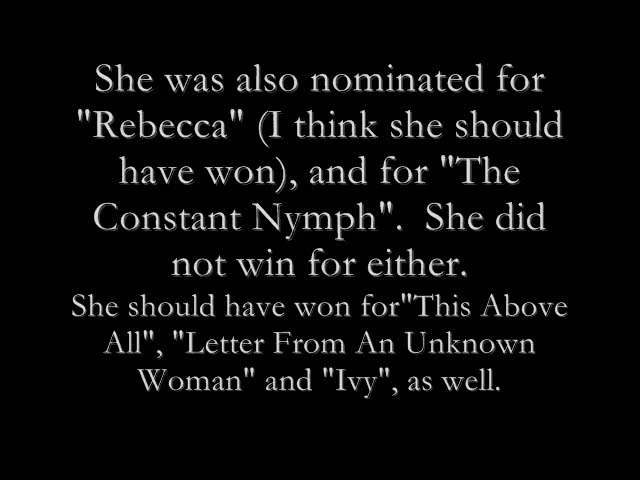 She was also nominated for
"Rebecca" (I think she should
have won), and for "The
Constant Nymph".  She did
not win for either.
She should have won for"This Above
All", "Letter From An Unknown
Woman" and "Ivy", as well.